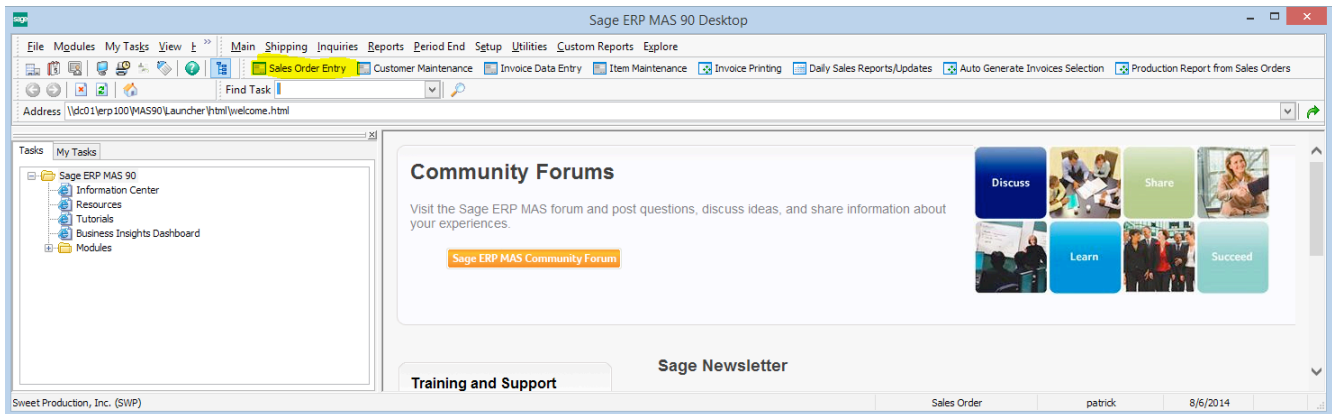 sage
Sage ERP MAS 90 Desktop
File Modules My Tasks View » Main Shipping Inquiries Reports Period End Setup Utilities Custom Reports Explore
Sales Order Entry Customer Maintenance Invoice Data Entry Item Maintenance Invoice Printing Daily Sales Reports/Updates Auto Generate Invoices Selection Production Report from Sales Orders
Find Task
Address \\dc01\erp100\MAS90\Launcher\html\welcome.html
Tasks My Tasks
Sage ERP MAS 90
Information Center
Resources
Tutorials
Business Insights Dashboard
Modules
Community Forums
Visit the Sage ERP MAS forum and post questions, discuss ideas, and share information about
your experiences.
Sage ERP MAS Community Forum
Discuss
Share
Learn
Succeed
Training and Support
Sage Newsletter
Sweet Production, Inc. (SWP) Sales Order patrick 8/6/2014